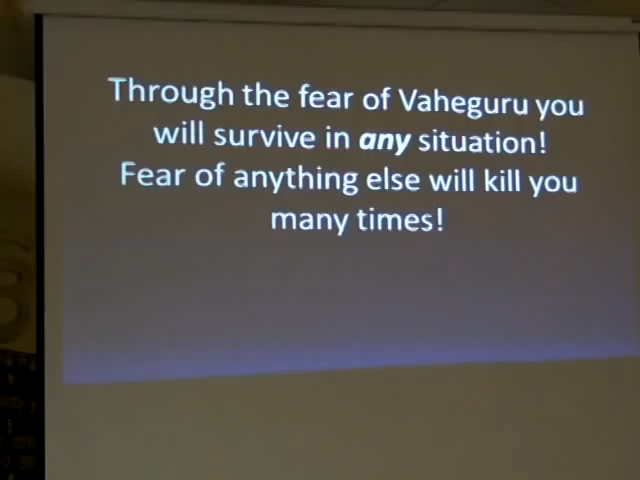 Through the fear of Vaheguru you
will survive in any situation!
Fear of anything else will kill you
many times!